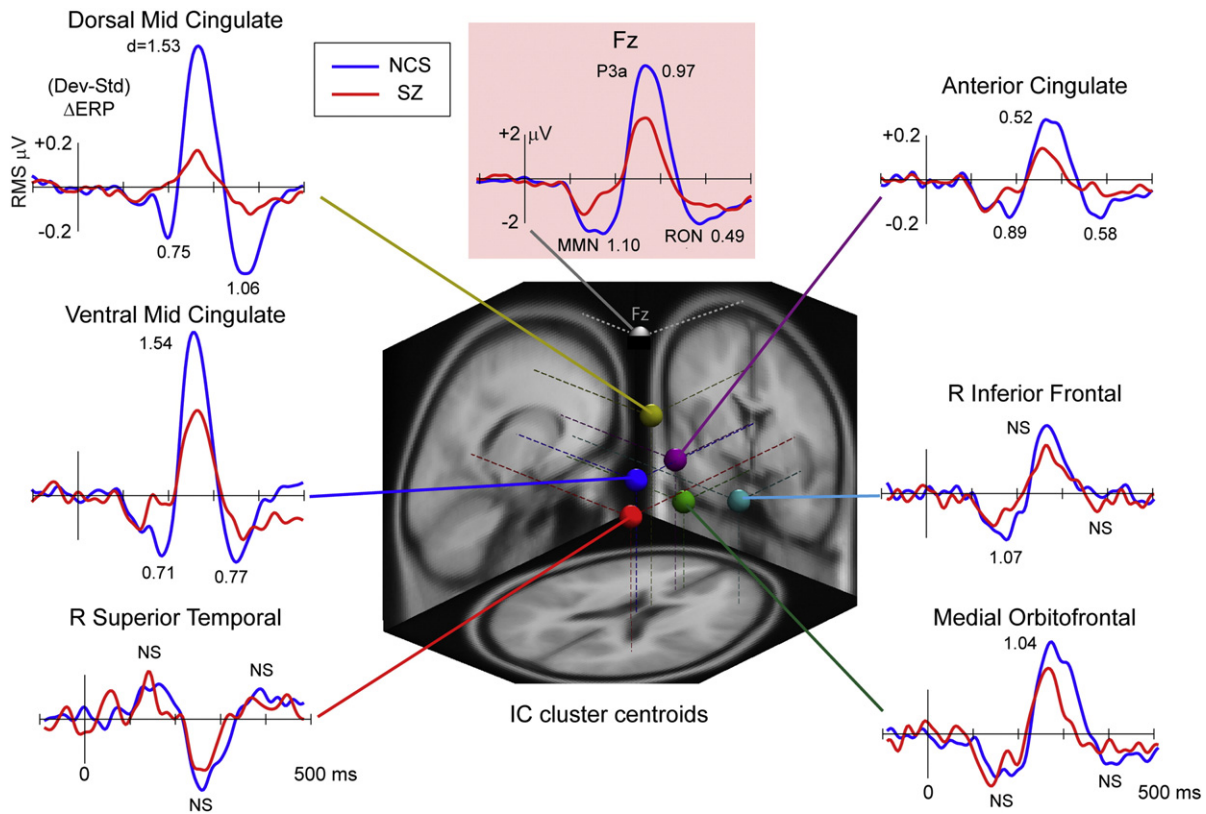 Dorsal Mid Cingulate
d=1.53
(Dev-Std)
ΔERP
RMS µV
+0.2
-0.2
0.75
1.06
NCS
SZ
Fz
P3a 0.97
+2 µV
-2
MMN 1.10
RON 0.49
Anterior Cingulate
0.52
+0.2
-0.2
0.89
0.58
Ventral Mid Cingulate
1.54
0.71
0.77
Fz
R Inferior Frontal
NS
NS
1.07
R Superior Temporal
NS
NS
NS
0
500 ms
IC cluster centroids
Medial Orbitofrontal
1.04
NS
NS
0
500 ms